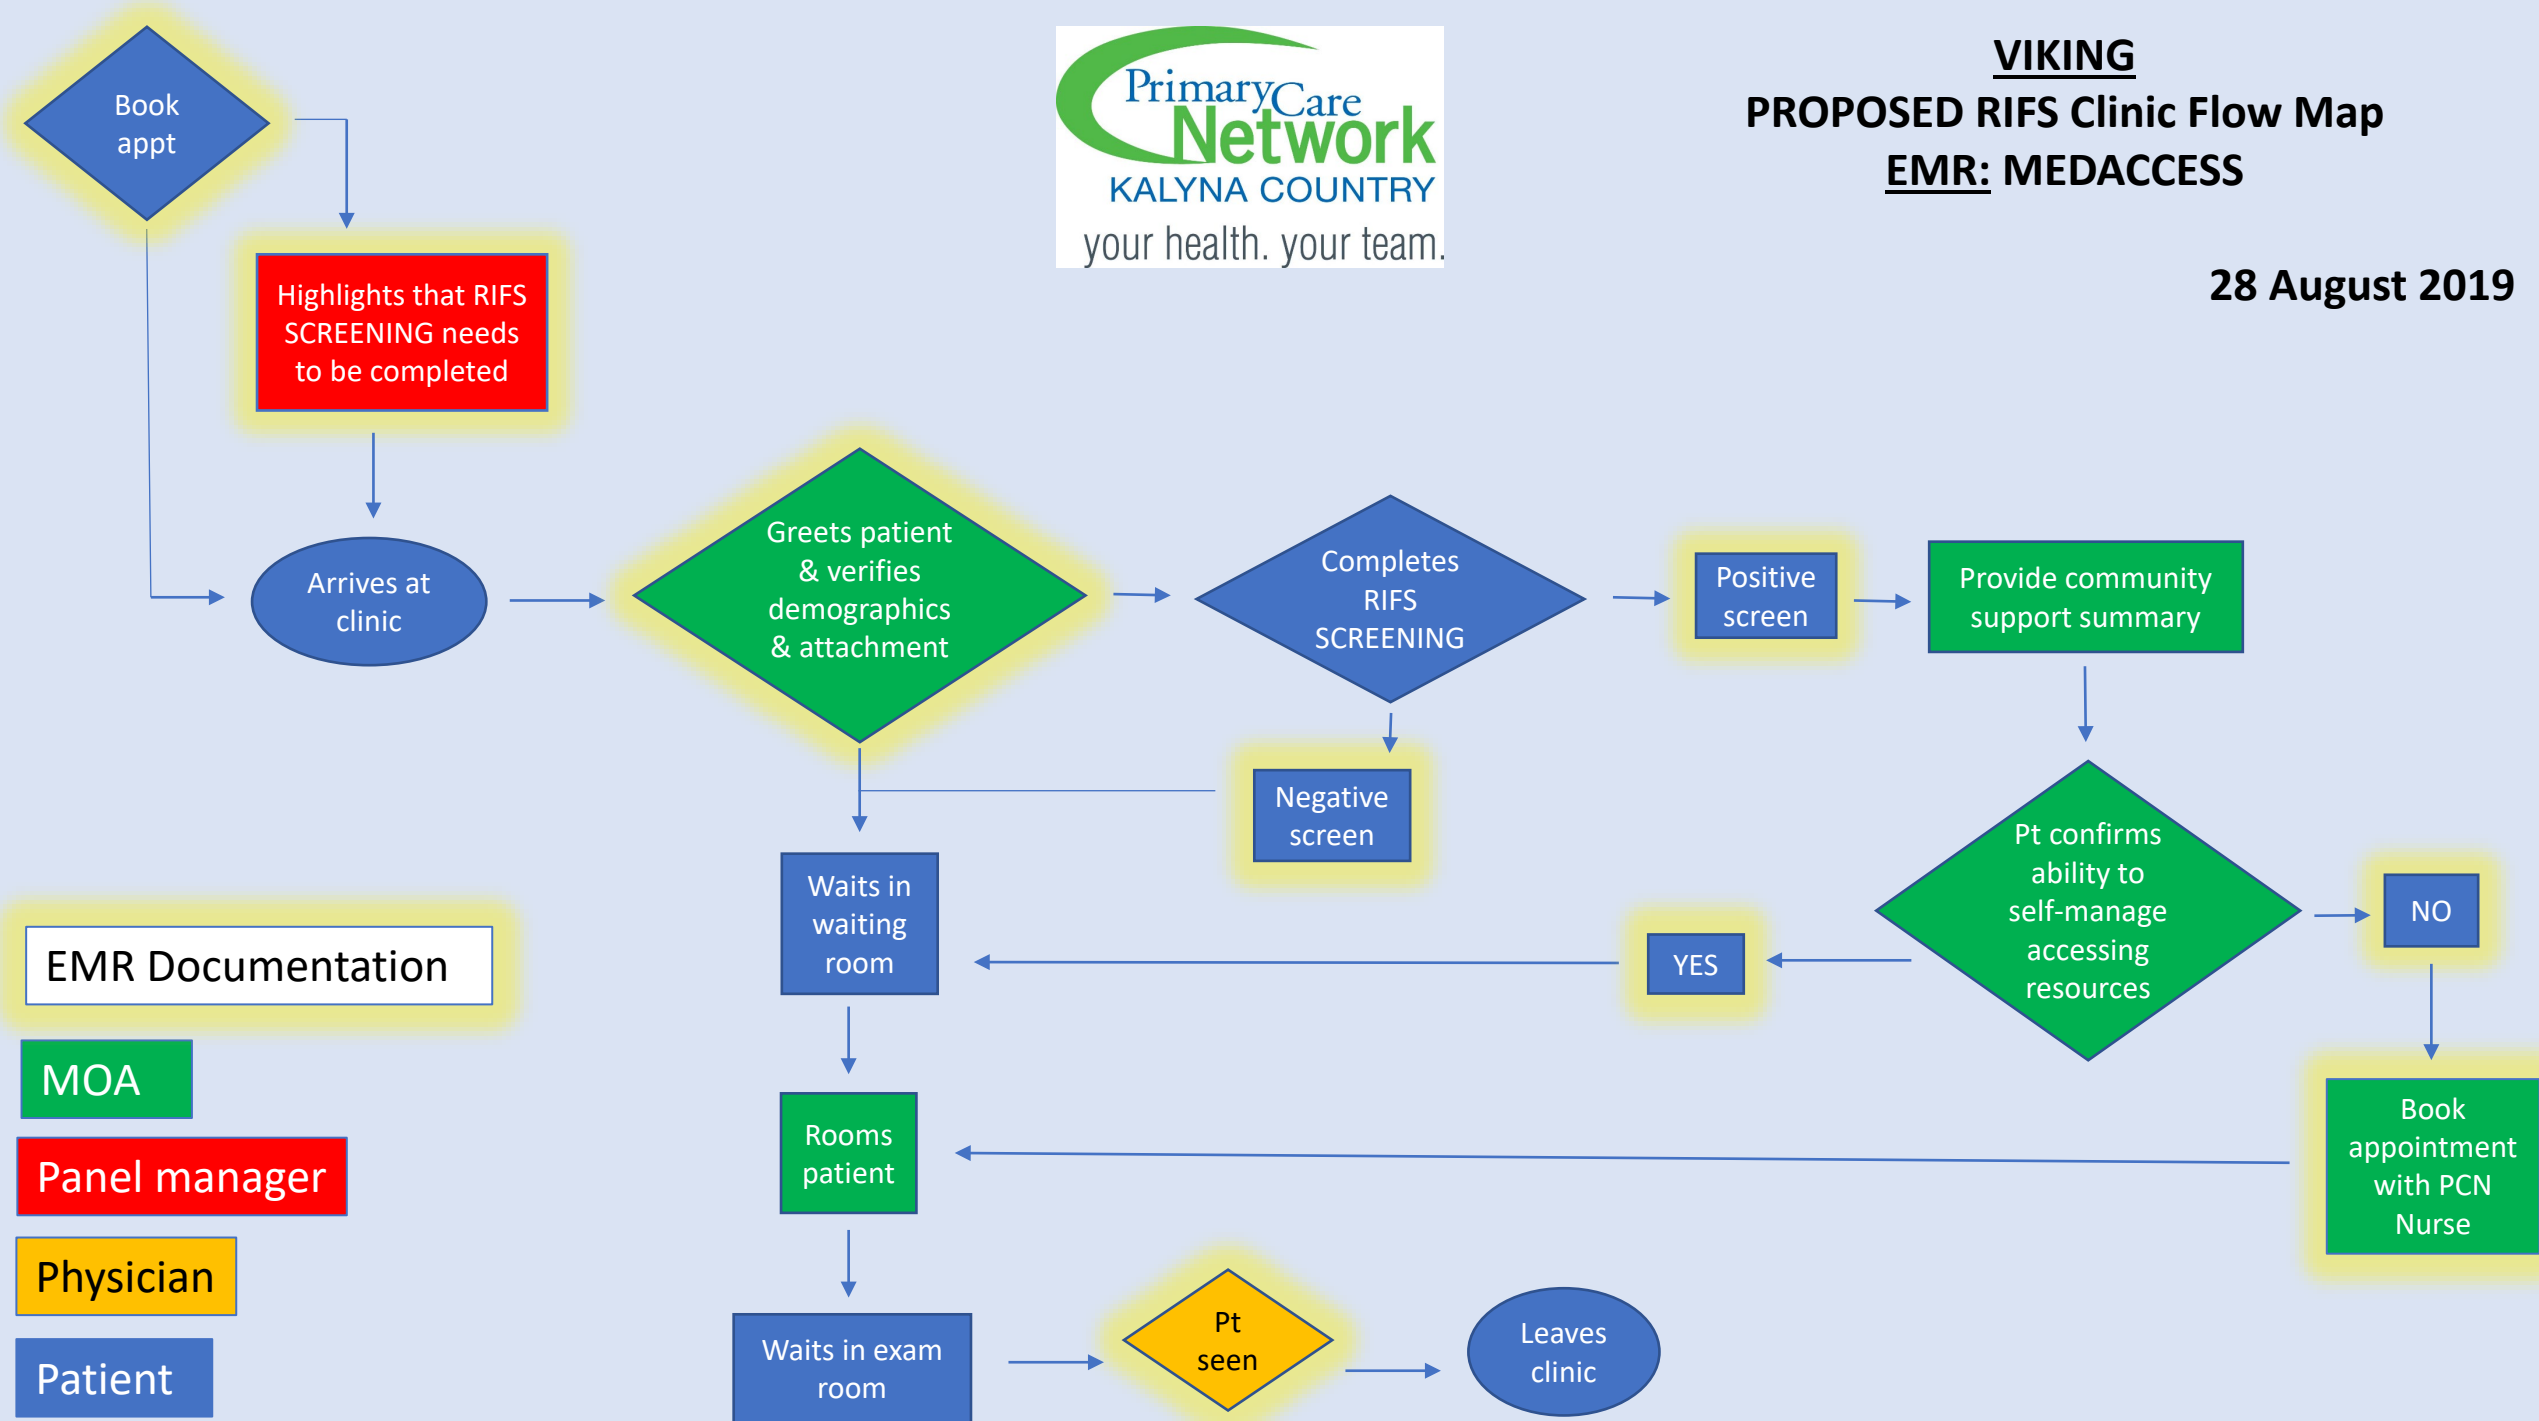 Book
appt
PrimaryCare
Network
KALYNA COUNTRY
your health. your team.
VIKING
PROPOSED RIFS Clinic Flow Map
EMR: MEDACCESS
28 August 2019
Highlights that RIFS
SCREENING needs
to be completed
Arrives at
clinic
Greets patient
& verifies
demographics
& attachment
Completes
RIFS
SCREENING
Positive
screen
Provide community
support summary
Negative
screen
Pt confirms
ability to
self-manage
accessing
resources
NO
YES
Waits in
waiting
room
Book
appointment
with PCN
Nurse
Rooms
patient
Waits in exam
room
Pt
seen
Leaves
clinic
EMR Documentation
MOA
Panel manager
Physician
Patient